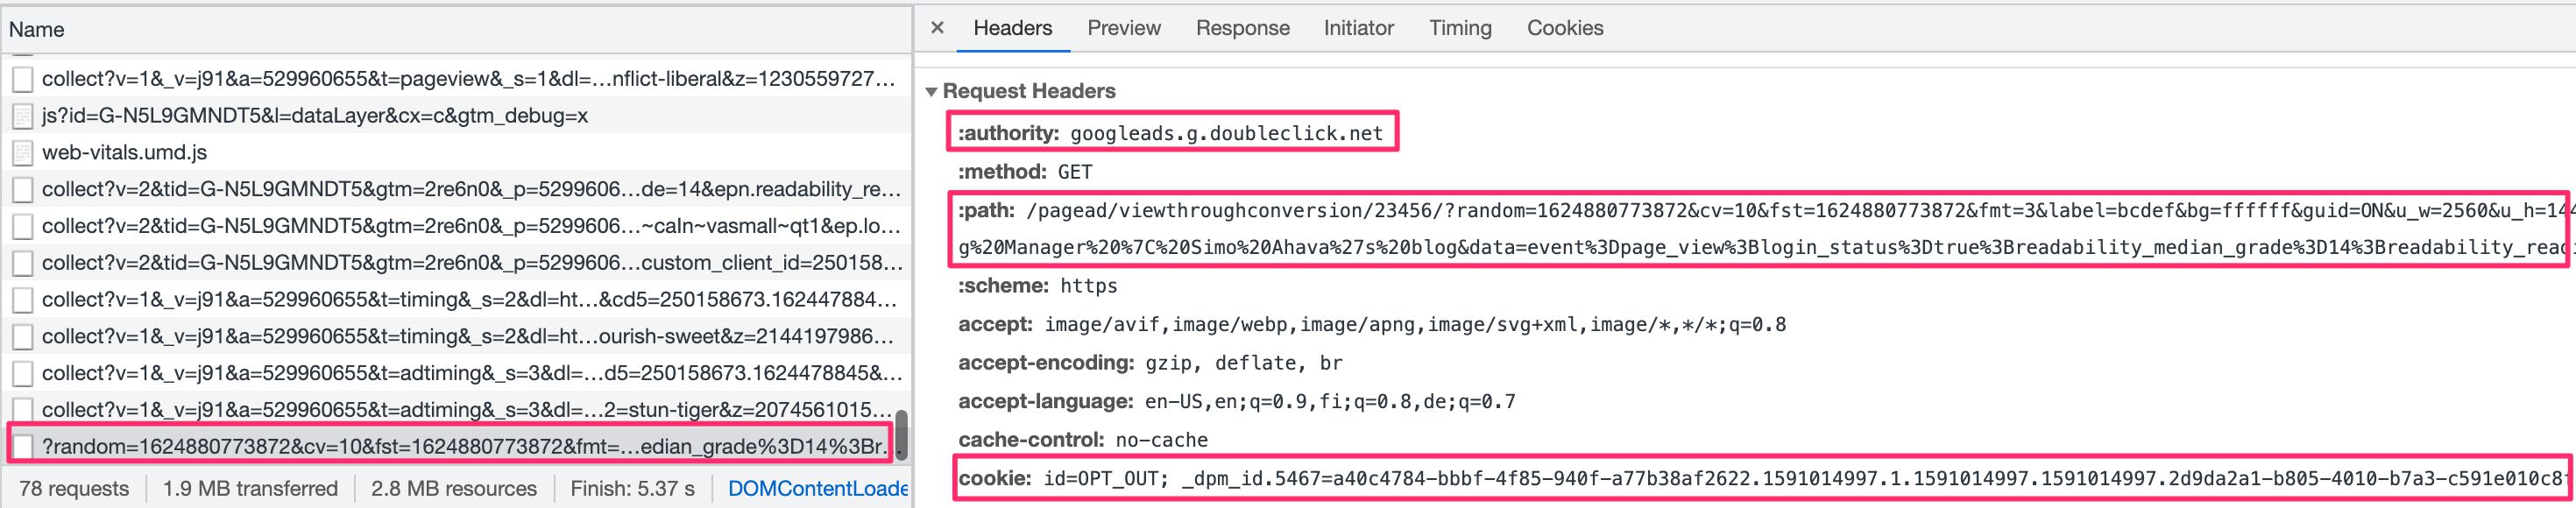 Name
collect?v=1&_v=j91&a=529960655&t=pageview&_s=1&dl=...nflict-liberal&z=1230559727...
js?id=G-N5L9GMNDT5&l=dataLayer&cx=c&gtm_debug=x
web-vitals.umd.js
collect?v=2&tid=G-N5L9GMNDT5&gtm=2re6n0&_p=5299606...de=14&epn.readability_re...
collect?v=2&tid=G-N5L9GMNDT5&gtm=2re6n0&_p=5299606...~caln~vasmall~qt1&ep.lo...
collect?v=2&tid=G-N5L9GMNDT5&gtm=2re6n0&_p=5299606...custom_client_id=250158...
collect?v=1&_v=j91&a=529960655&t=timing&_s=2&dl=ht...&cd5=250158673.162447884...
collect?v=1&_v=j91&a=529960655&t=timing&_s=2&dl=ht...ourish-sweet&z=2144197986...
collect?v=1&_v=j91&a=529960655&t=adtiming&_s=3&dl=...d5=250158673.1624478845&...
collect?v=1&_v=j91&a=529960655&t=adtiming&_s=3&dl=...2=stun-tiger&z=2074561015...
?random=1624880773872&cv=10&fst=1624880773872&fmt=...edian_grade%3D14%3Br...
78 requests 1.9 MB transferred 2.8 MB resources Finish: 5.37 s DOMContentLoade
× Headers Preview Response Initiator Timing Cookies
▼ Request Headers
:authority: googleads.g.doubleclick.net
:method: GET
:path: /pagead/viewthroughconversion/23456/?random=1624880773872&cv=10&fst=1624880773872&fmt=3&label=bcdef&bg=ffffff&guid=ON&u_w=2560&u_h=14
g%20Manager%20%7C%20Simo%20Ahava%27s%20blog&data=event%3Dpage_view%3Blogin_status%3Dtrue%3Breadability_median_grade%3D14%3Breadability_read
:scheme: https
accept: image/avif,image/webp,image/apng,image/svg+xml,image/*,*/*;q=0.8
accept-encoding: gzip, deflate, br
accept-language: en-US,en;q=0.9,fi;q=0.8,de;q=0.7
cache-control: no-cache
cookie: id=OPT_OUT; _dpm_id.5467=a40c4784-bbbf-4f85-940f-a77b38af2622.1591014997.1.1591014997.1591014997.2d9da2a1-b805-4010-b7a3-c591e010c8